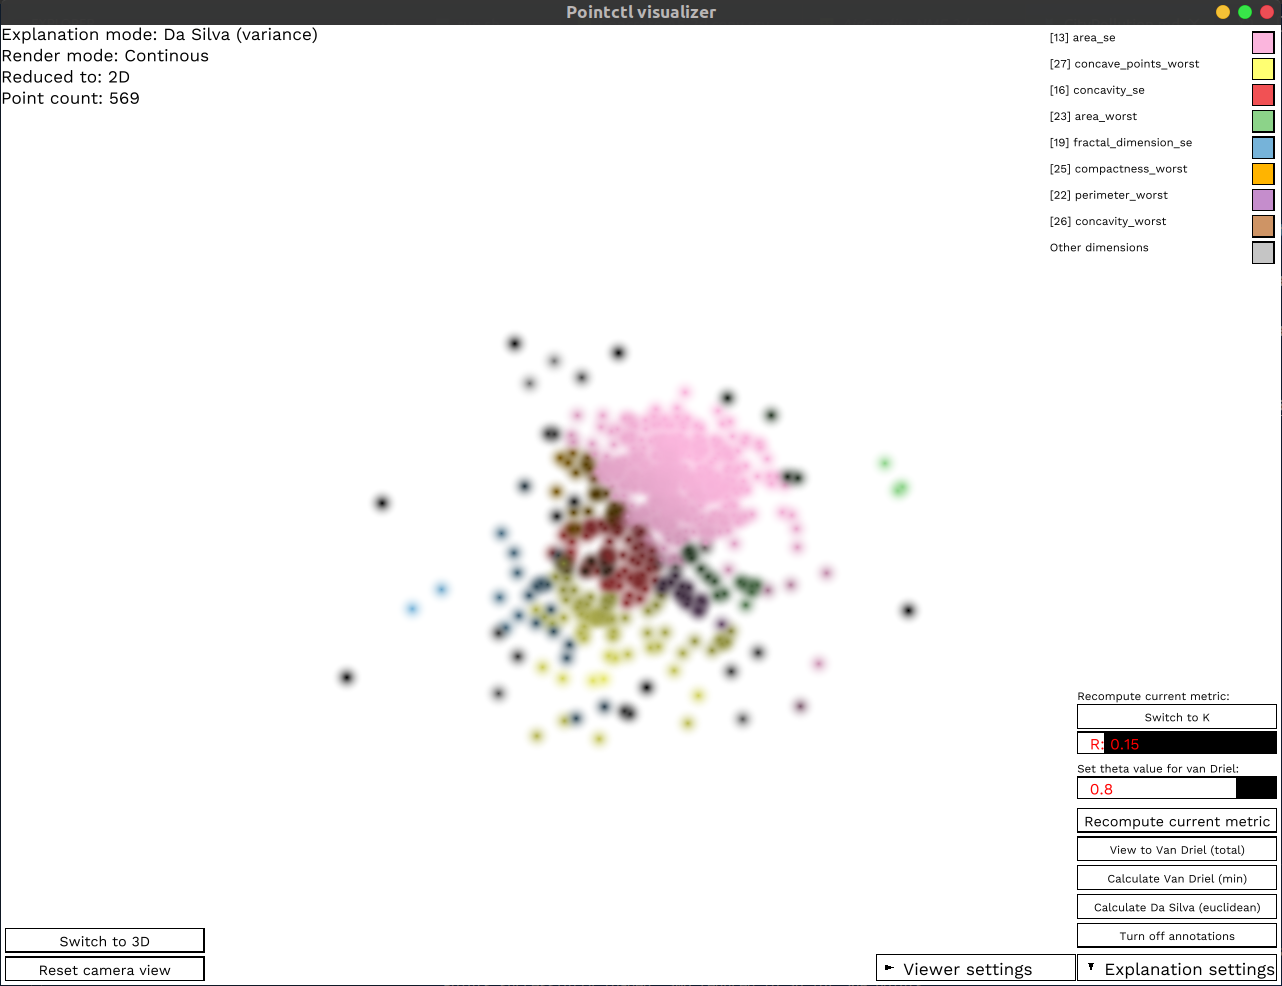 Pointctl visualizer
Explanation mode: Da Silva (variance)
Render mode: Continous
Reduced to: 2D
Point count: 569
[13] area_se
[27] concave_points_worst
[16] concavity_se
[23] area_worst
[19] fractal_dimension_se
[25] compactness_worst
[22] perimeter_worst
[26] concavity_worst
Other dimensions
Recompute current metric:
Switch to K
R: 0.15
Set theta value for van Driel:
0.8
Recompute current metric
View to Van Driel (total)
Calculate Van Driel (min)
Calculate Da Silva (euclidean)
Turn off annotations
Switch to 3D
Reset camera view
Viewer settings
Explanation settings